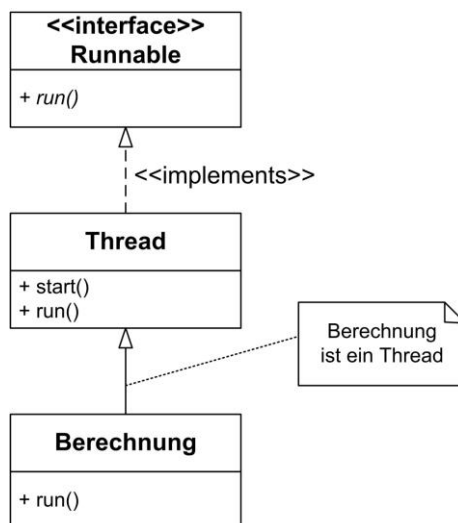 <<interface>>
Runnable
+ run()
<<implements>>
Thread
+ start()
+ run()
Berechnung
ist ein Thread
Berechnung
+ run()